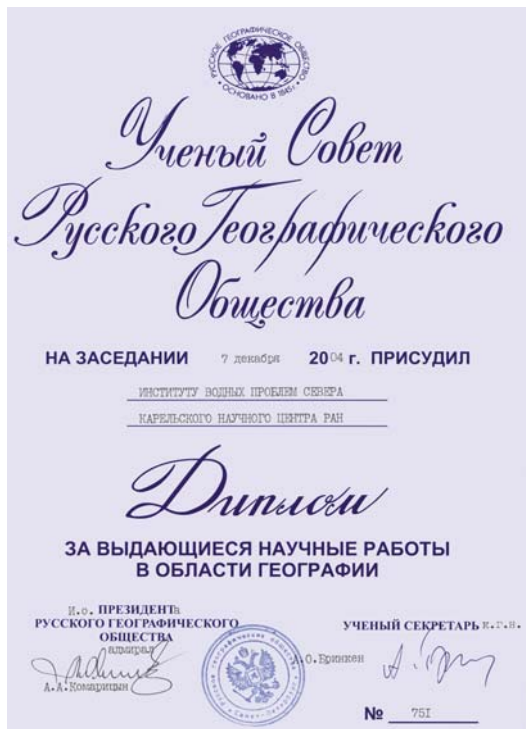 РУССКОЕ ГЕОГРАФИЧЕСКОЕ ОБЩЕСТВО
• ОСНОВАНО В 1845г. •
Ученый Совет
Русского Географического
Общества
НА ЗАСЕДАНИИ 7 декабря 2004 г. ПРИСУДИЛ
ИНСТИТУТУ ВОДНЫХ ПРОБЛЕМ СЕВЕРА
КАРЕЛЬСКОГО НАУЧНОГО ЦЕНТРА РАН
Диплом
ЗА ВЫДАЮЩИЕСЯ НАУЧНЫЕ РАБОТЫ
В ОБЛАСТИ ГЕОГРАФИИ
И.о. ПРЕЗИДЕНТа
РУССКОГО ГЕОГРАФИЧЕСКОГО
ОБЩЕСТВА
адмирал
А.А.Комарицын
УЧЕНЫЙ СЕКРЕТАРЬ к.г.н.
А.О.Бринкен
№ 751